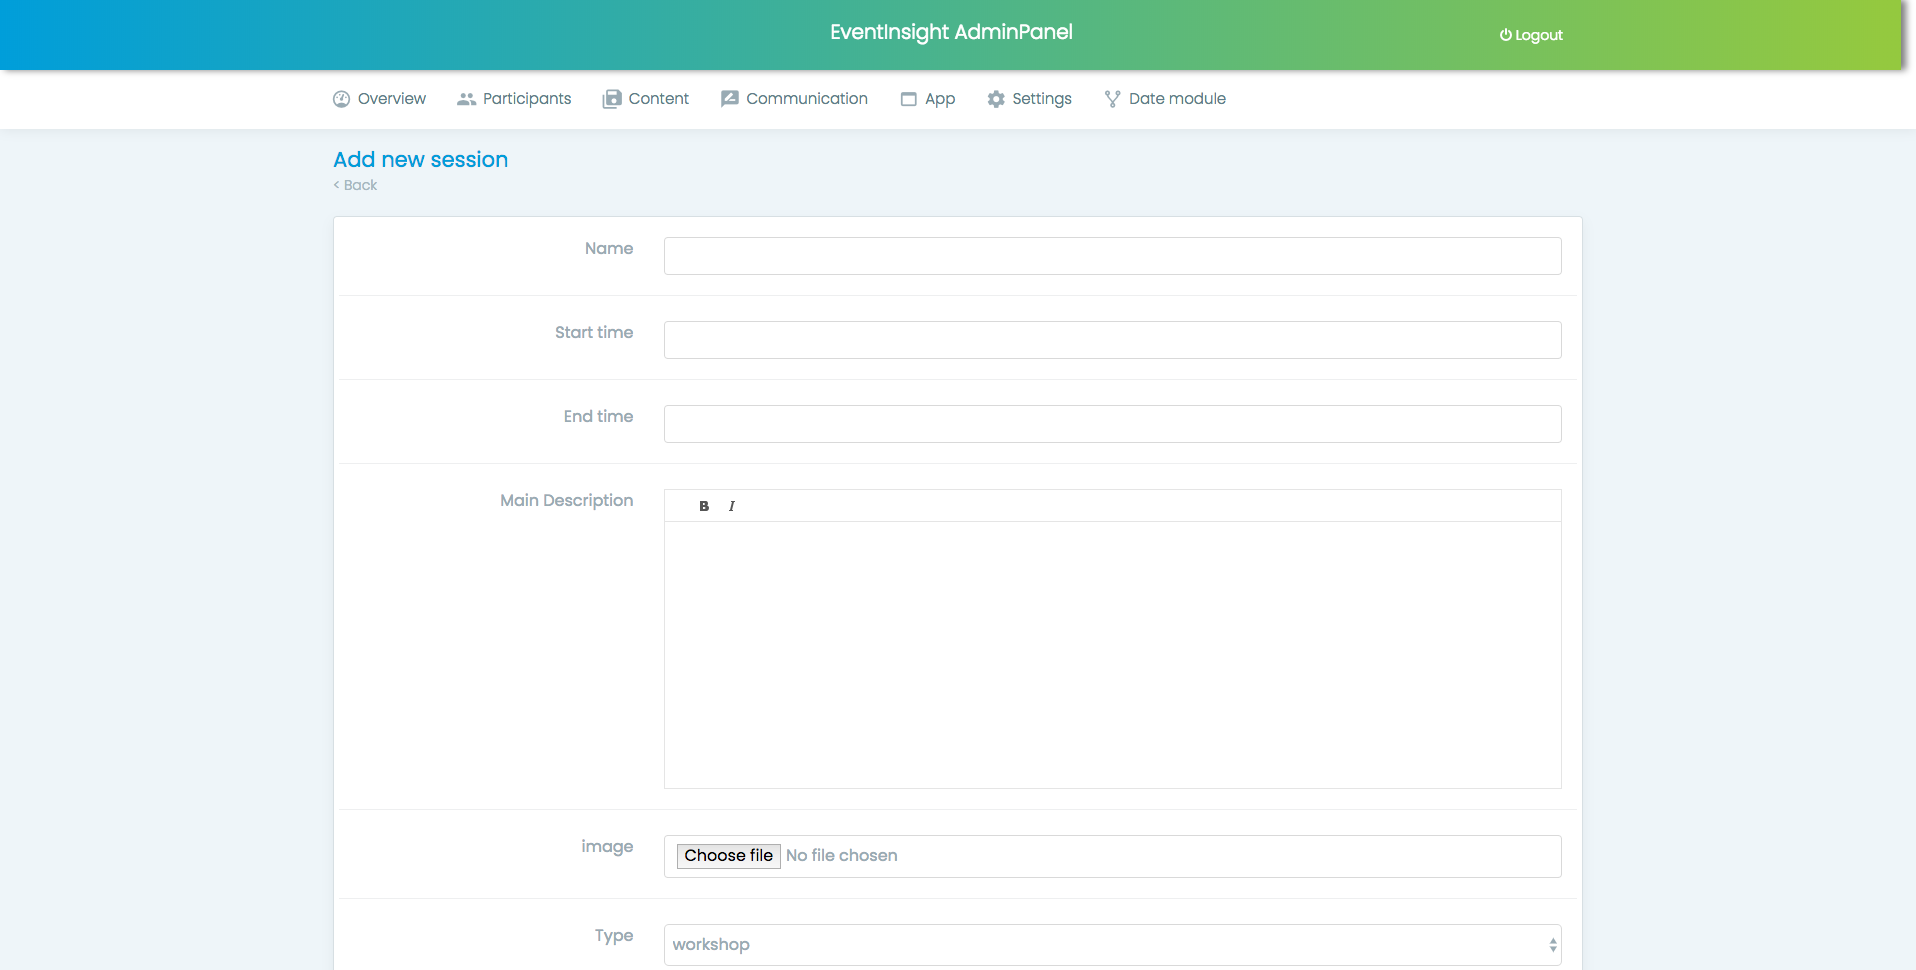 EventInsight AdminPanel
Logout
Overview Participants Content Communication App Settings Date module
Add new session
< Back
Name
Start time
End time
Main Description
B I
image Choose file No file chosen
Type workshop